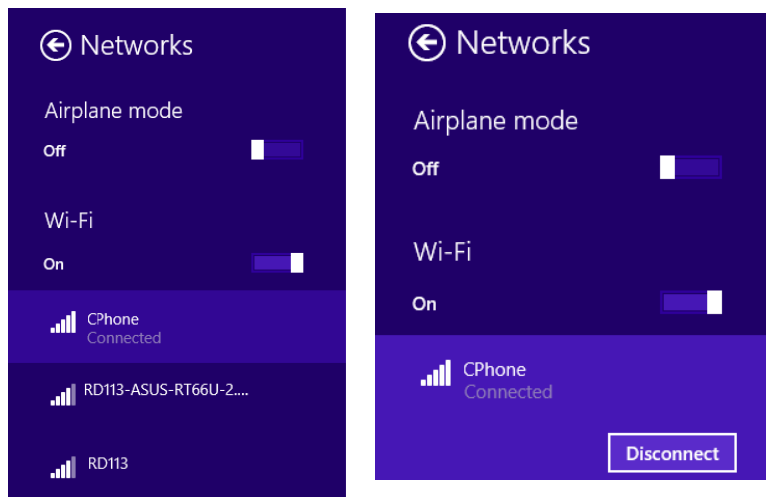 Networks
Airplane mode
Off
Wi-Fi
On
CPhone
Connected
RD113-ASUS-RT66U-2....
RD113
Networks
Airplane mode
Off
Wi-Fi
On
CPhone
Connected
Disconnect